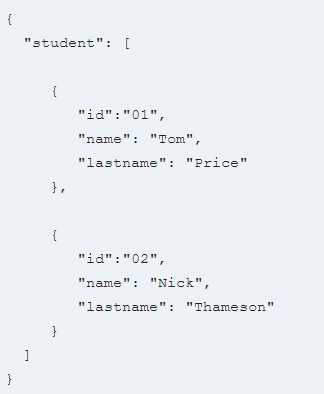 {
"student": [
{
"id":"01",
"name": "Tom",
"lastname": "Price"
},
{
"id":"02",
"name": "Nick",
"lastname": "Thameson"
}
]
}